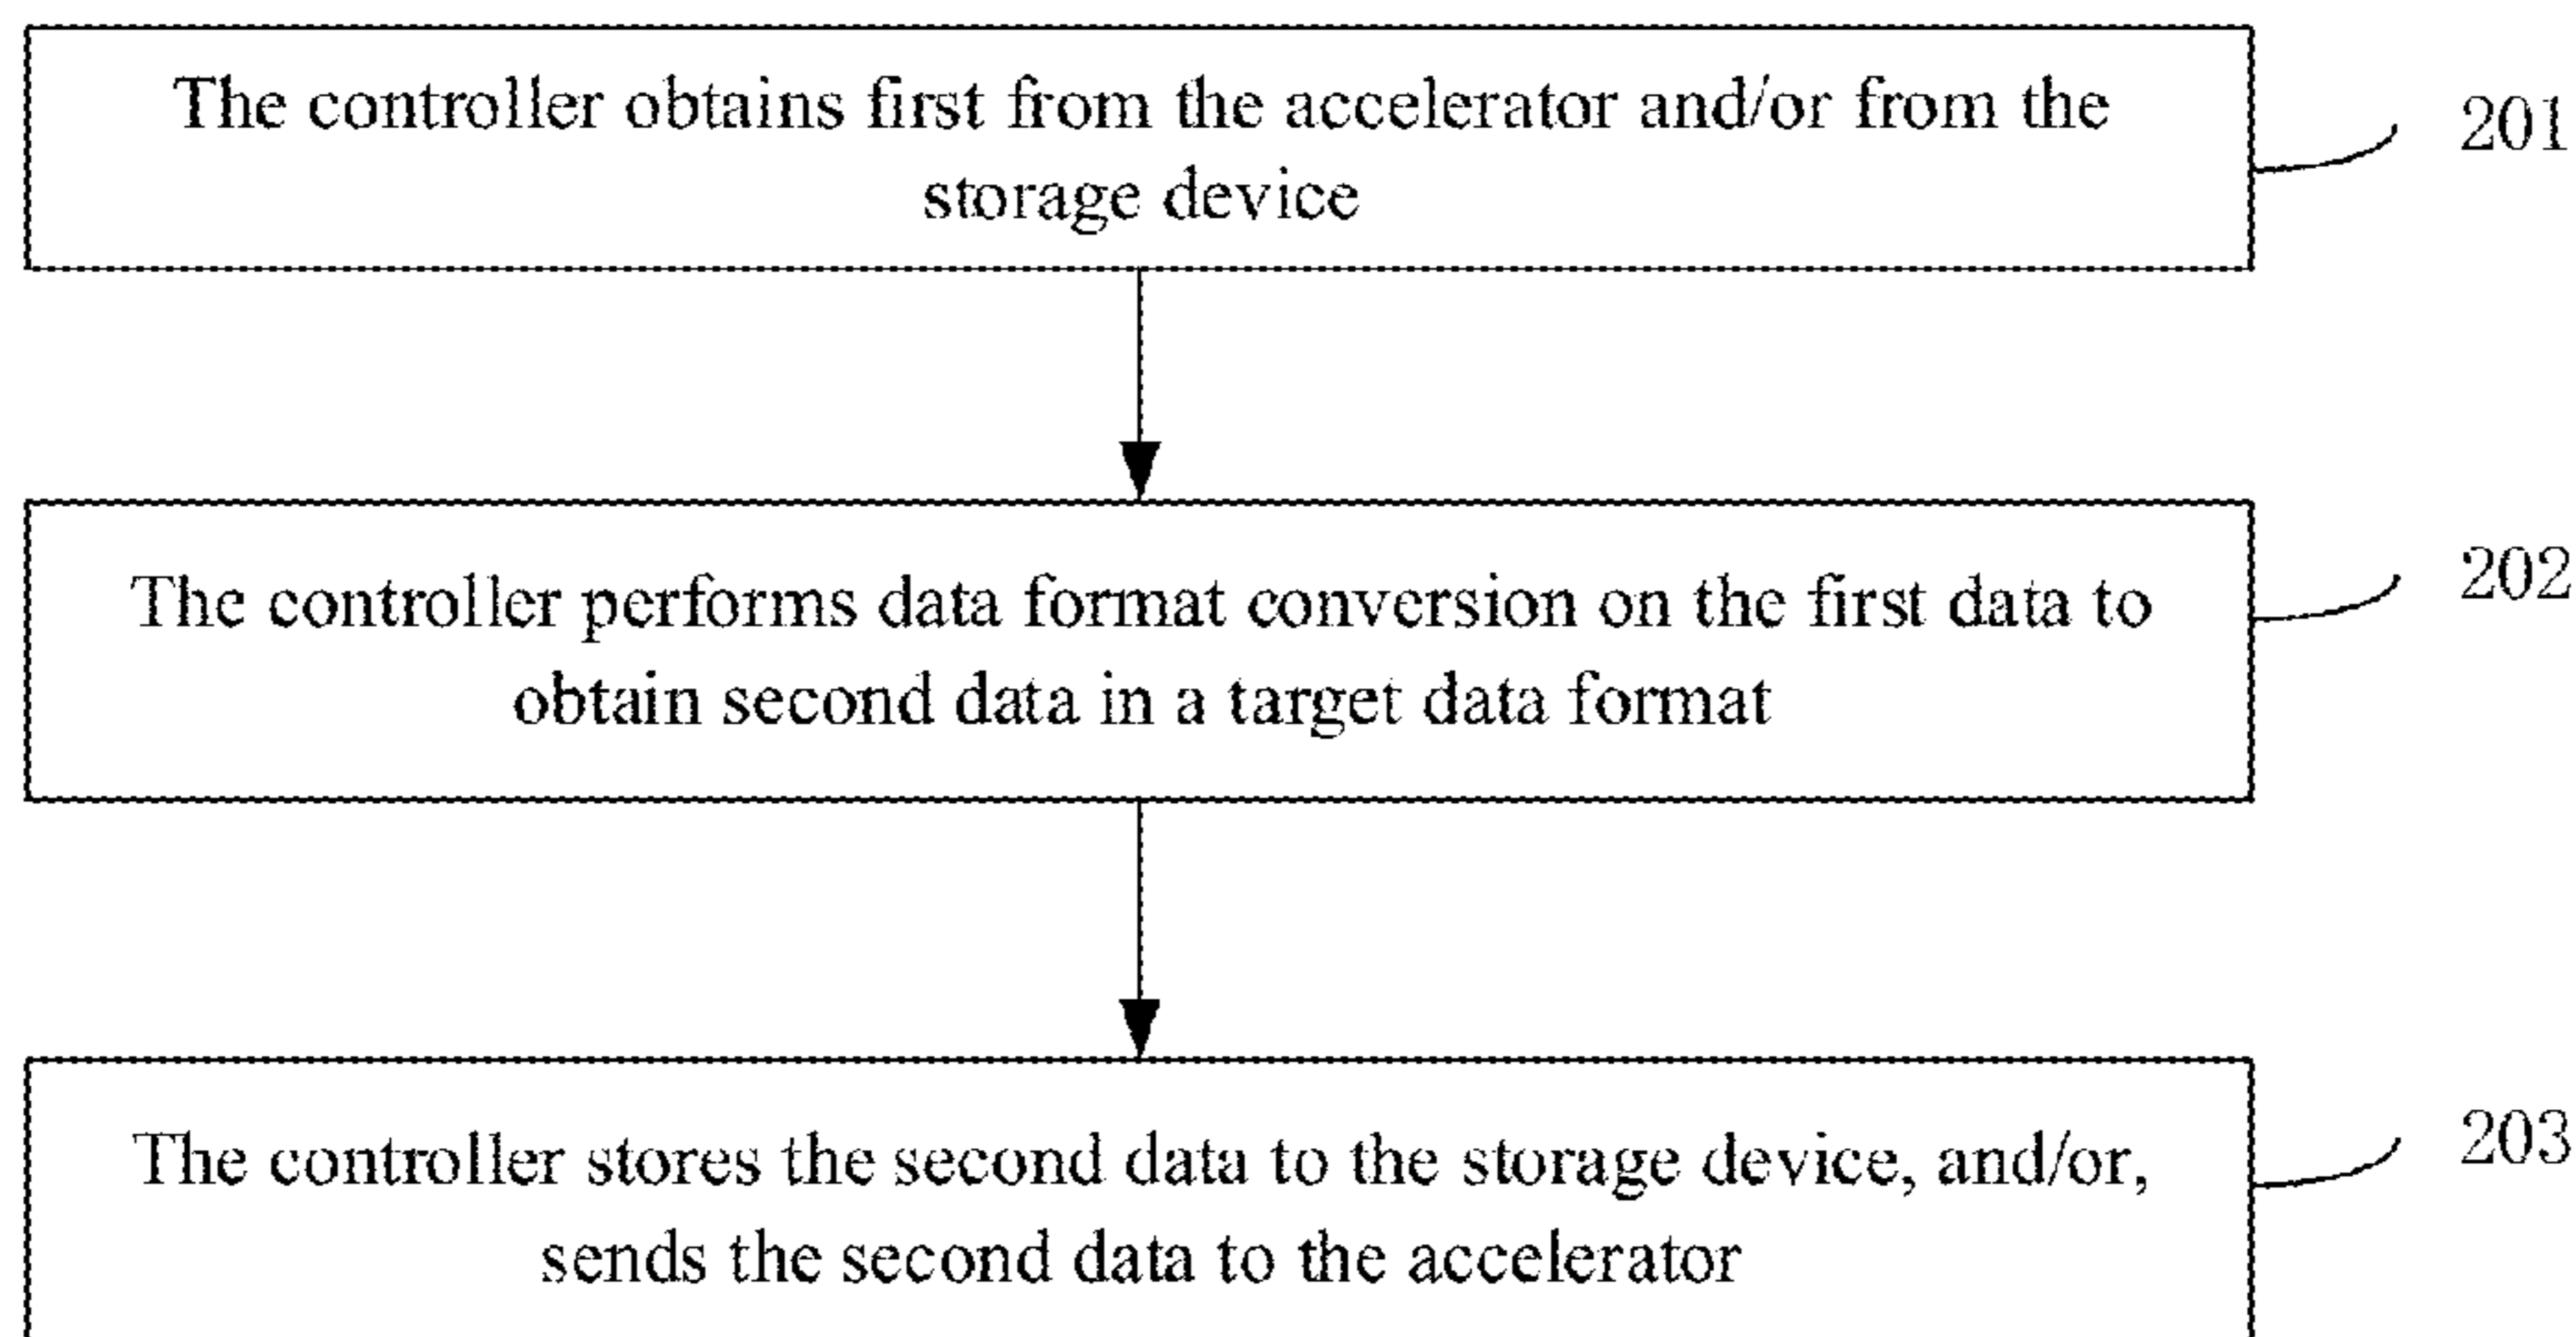 The controller obtains first from the accelerator and/or from the
storage device
201
The controller performs data format conversion on the first data to
obtain second data in a target data format
202
The controller stores the second data to the storage device, and/or,
sends the second data to the accelerator
203